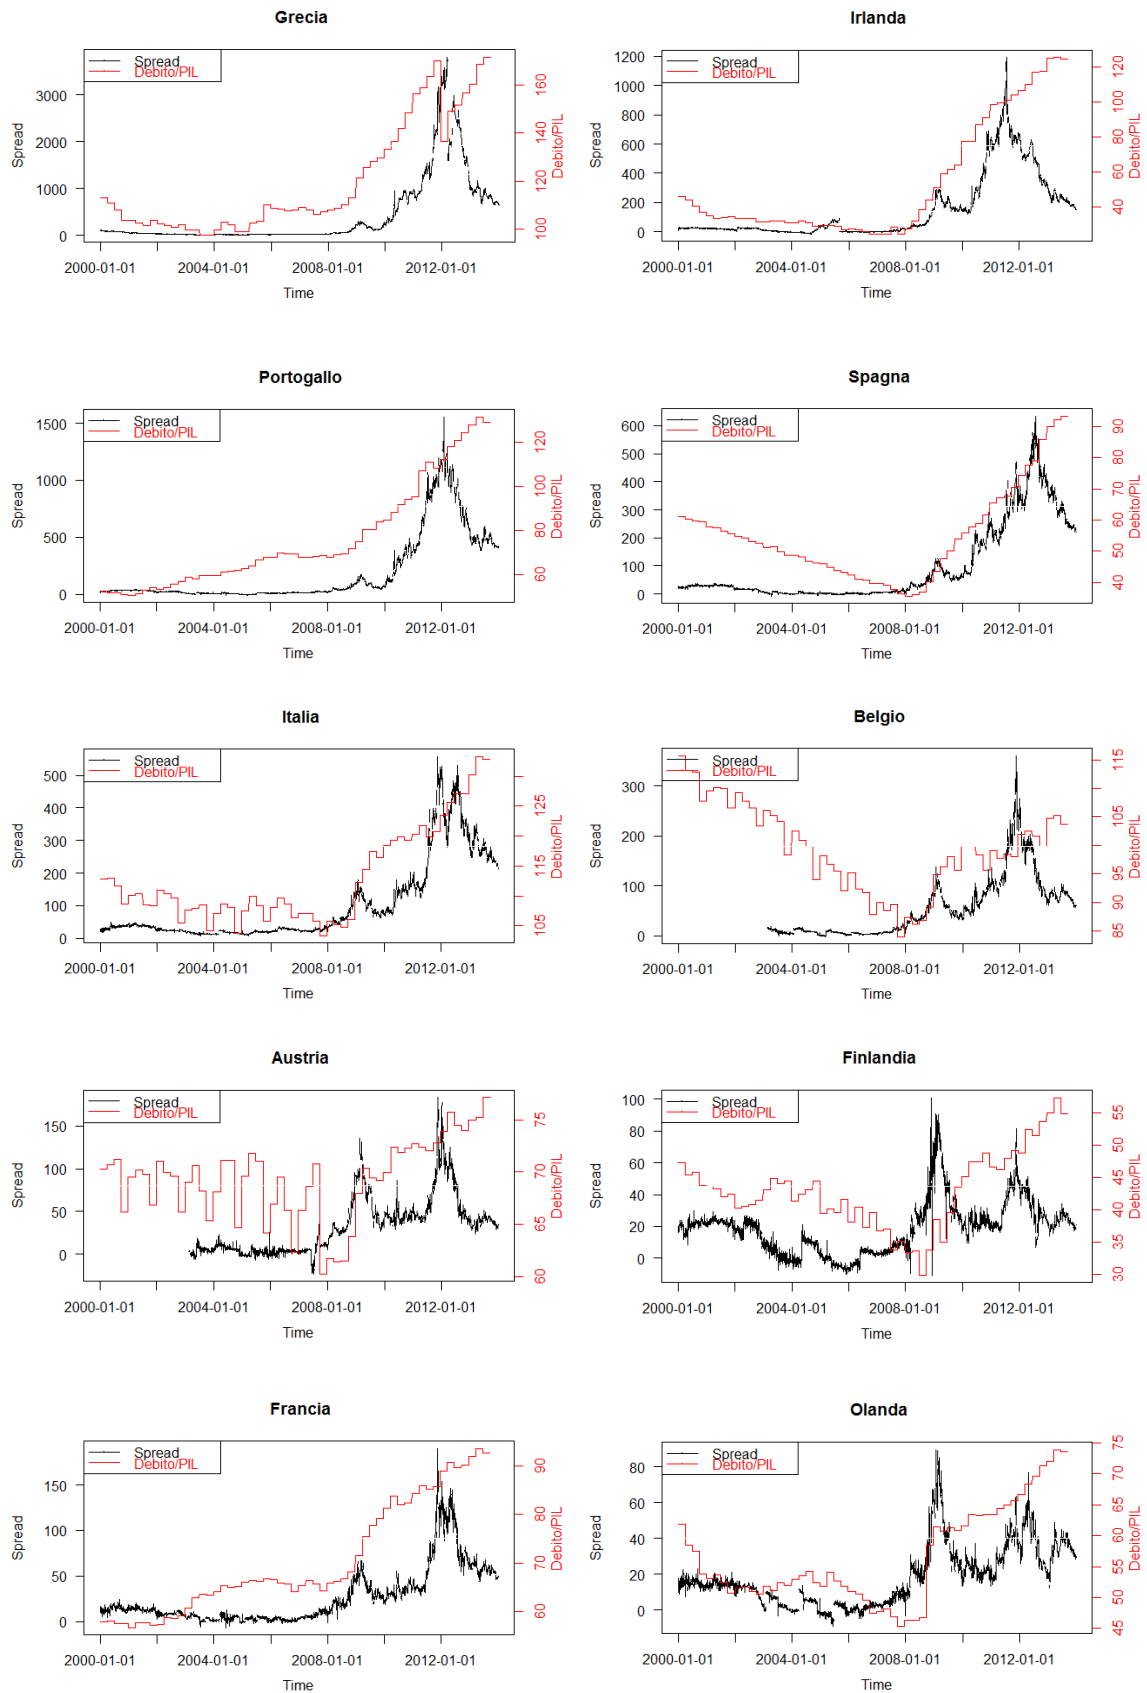 Grecia
Spread
Debito/PIL
0
1000
2000
3000
Spread
100
120
140
160
Debito/PIL
2000-01-01
2004-01-01
2008-01-01
2012-01-01
Time
Irlanda
Spread
Debito/PIL
0
200
400
600
800
1000
1200
Spread
40
60
80
100
120
Debito/PIL
2000-01-01
2004-01-01
2008-01-01
2012-01-01
Time
Portogallo
Spread
Debito/PIL
0
500
1000
1500
Spread
60
80
100
120
Debito/PIL
2000-01-01
2004-01-01
2008-01-01
2012-01-01
Time
Spagna
Spread
Debito/PIL
0
100
200
300
400
500
600
Spread
40
50
60
70
80
90
Debito/PIL
2000-01-01
2004-01-01
2008-01-01
2012-01-01
Time
Italia
Spread
Debito/PIL
0
100
200
300
400
500
Spread
105
115
125
Debito/PIL
2000-01-01
2004-01-01
2008-01-01
2012-01-01
Time
Belgio
Spread
Debito/PIL
0
100
200
300
Spread
85
90
95
105
115
Debito/PIL
2000-01-01
2004-01-01
2008-01-01
2012-01-01
Time
Austria
Spread
Debito/PIL
0
50
100
150
Spread
60
65
70
75
Debito/PIL
2000-01-01
2004-01-01
2008-01-01
2012-01-01
Time
Finlandia
Spread
Debito/PIL
0
20
40
60
80
100
Spread
30
35
40
45
50
55
Debito/PIL
2000-01-01
2004-01-01
2008-01-01
2012-01-01
Time
Francia
Spread
Debito/PIL
0
50
100
150
Spread
60
70
80
90
Debito/PIL
2000-01-01
2004-01-01
2008-01-01
2012-01-01
Time
Olanda
Spread
Debito/PIL
0
20
40
60
80
Spread
45
50
55
60
65
70
75
Debito/PIL
2000-01-01
2004-01-01
2008-01-01
2012-01-01
Time